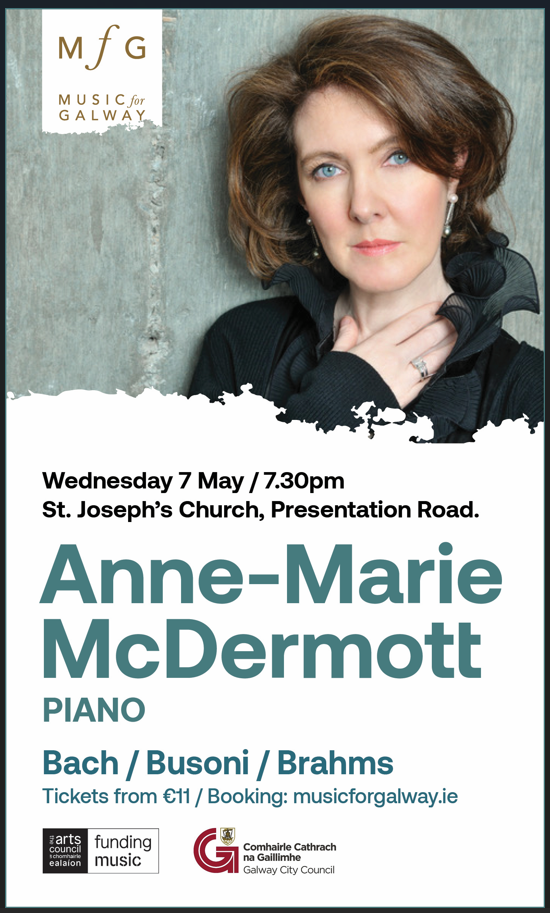 MfG
MUSIC for
GALWAY
Wednesday 7 May / 7.30pm
St. Joseph’s Church, Presentation Road.
Anne-Marie
McDermott
PIANO
Bach / Busoni / Brahms
Tickets from €11 / Booking: musicforgalway.ie
the arts
council
chomhairle
ealaíon
funding
music
Comhairle Cathrach
na Gaillimhe
Galway City Council